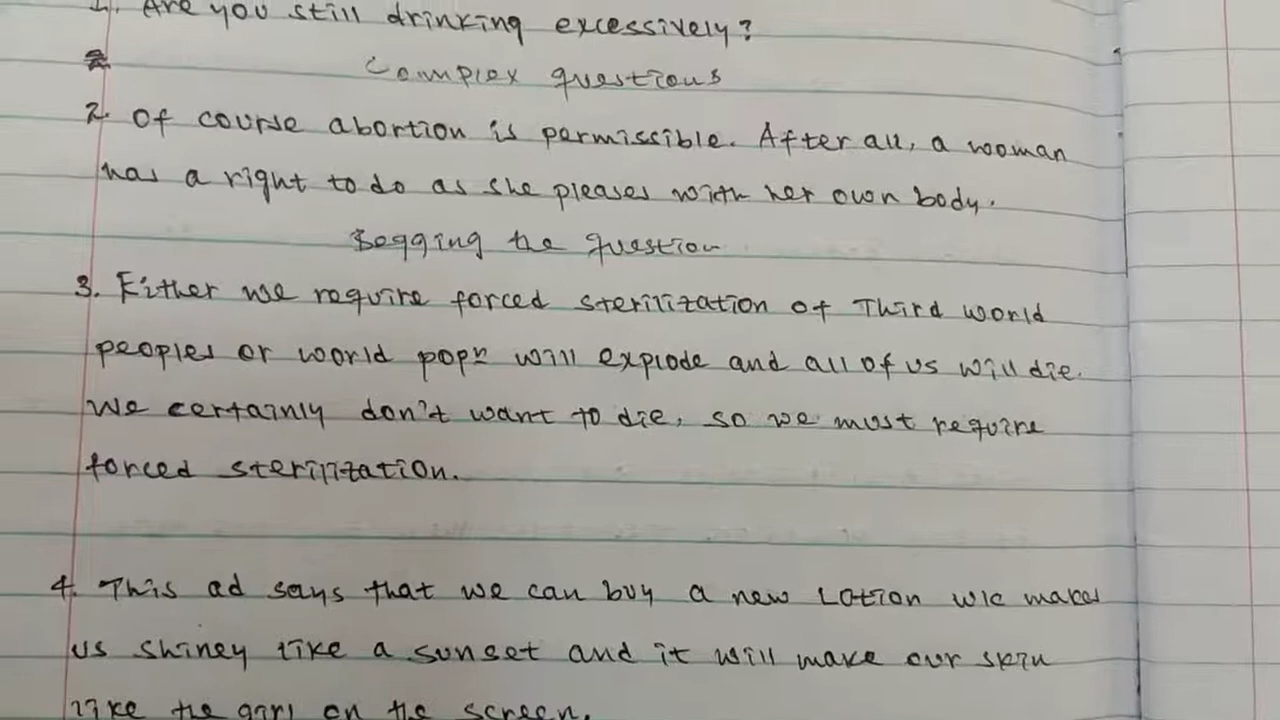 1. Are you still drinking excessively?
Complex questions
2. Of course abortion is permissible. After all, a wooman
has a right to do as she pleases with her own body.
Begging the question
3. Either we require forced sterilization of Third world
peoples or world popn will explode and all of us will die.
We certainly don't want to die, so we must require
forced sterilization.
4. This ad says that we can buy a new Lotion wic makes
us shiney like a sunset and it will make our skin
like the girl on the screen.